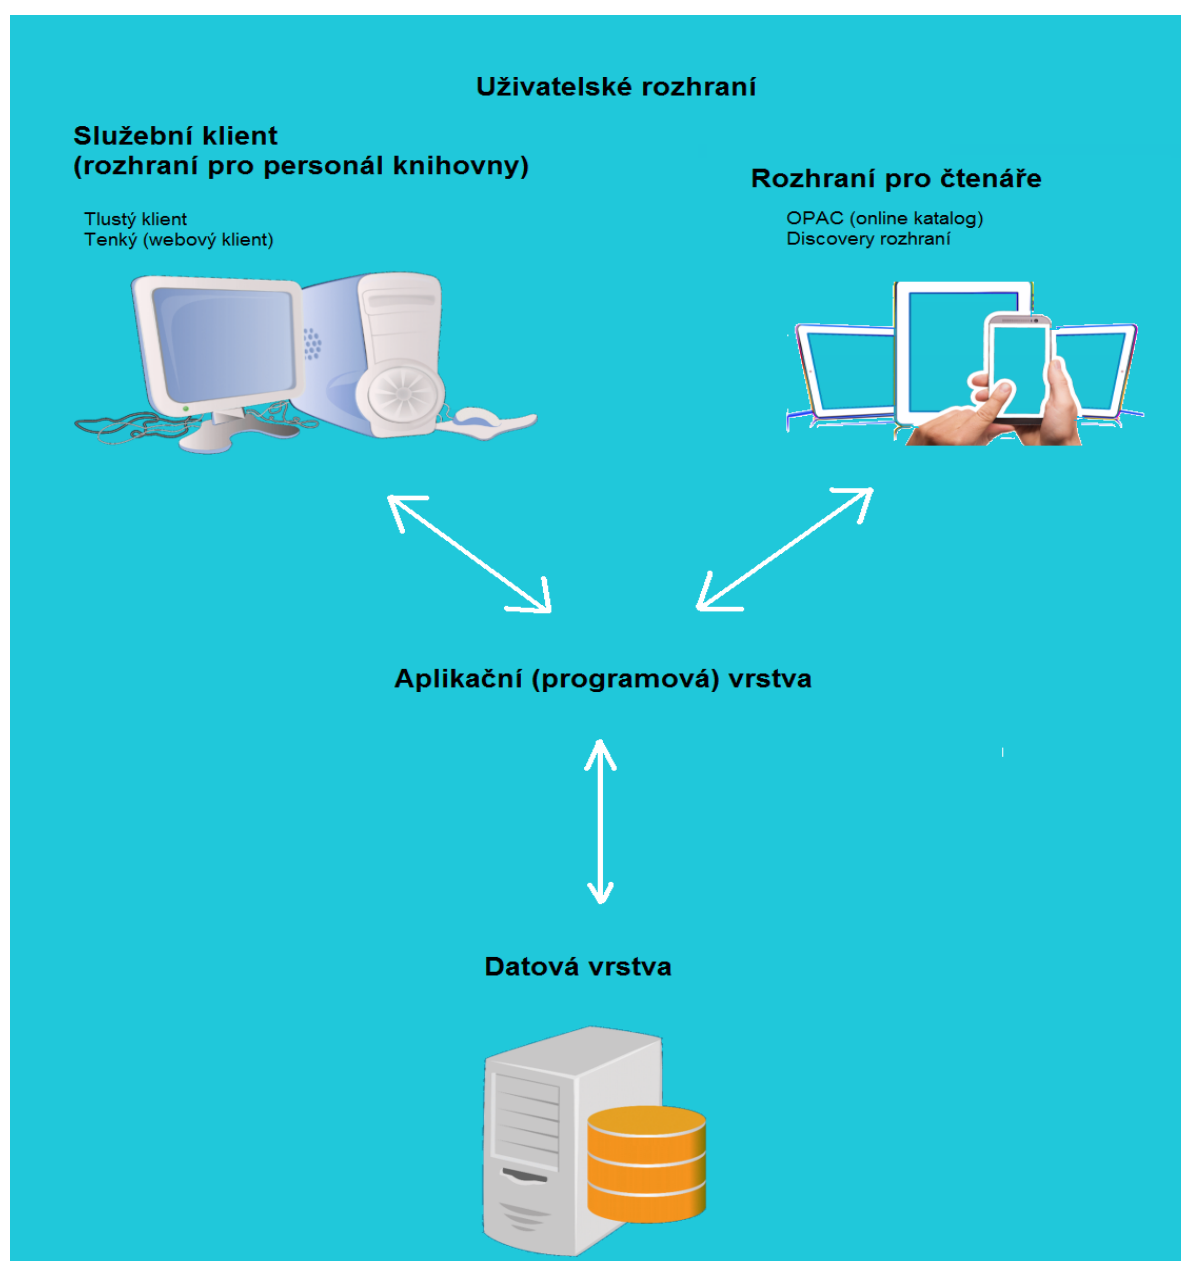 Uživatelské rozhraní
Služební klient
(rozhraní pro personál knihovny)
Tlustý klient
Tenký (webový klient)
Rozhraní pro čtenáře
OPAC (online katalog)
Discovery rozhraní
Aplikační (programová) vrstva
Datová vrstva